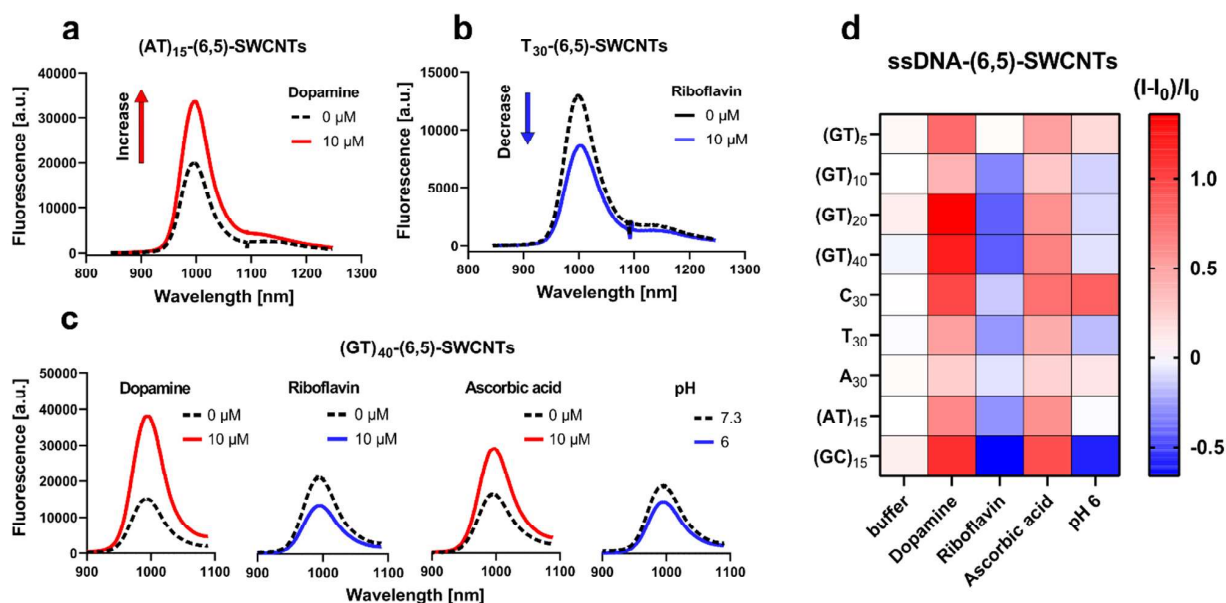 a
(AT)₁₅-(6,5)-SWCNTs
Fluorescence [a.u.]
40000
30000
20000
10000
0
Increase
Dopamine
0 µM
10 µM
800 900 1000 1100 1200 1300
Wavelength [nm]
b
T₃₀-(6,5)-SWCNTs
Fluorescence [a.u.]
15000
10000
5000
0
Decrease
Riboflavin
0 µM
10 µM
800 900 1000 1100 1200 1300
Wavelength [nm]
c
(GT)₄₀-(6,5)-SWCNTs
Fluorescence [a.u.]
50000
40000
30000
20000
10000
0
Dopamine
0 µM
10 µM
900 1000 1100
Wavelength [nm]
Riboflavin
0 µM
10 µM
900 1000 1100
Wavelength [nm]
Ascorbic acid
0 µM
10 µM
900 1000 1100
Wavelength [nm]
pH
7.3
6
900 1000 1100
Wavelength [nm]
d
ssDNA-(6,5)-SWCNTs
(I-I₀)/I₀
(GT)₅
(GT)₁₀
(GT)₂₀
(GT)₄₀
C₃₀
T₃₀
A₃₀
(AT)₁₅
(GC)₁₅
buffer
Dopamine
Riboflavin
Ascorbic acid
pH 6
1.0
0.5
0
-0.5